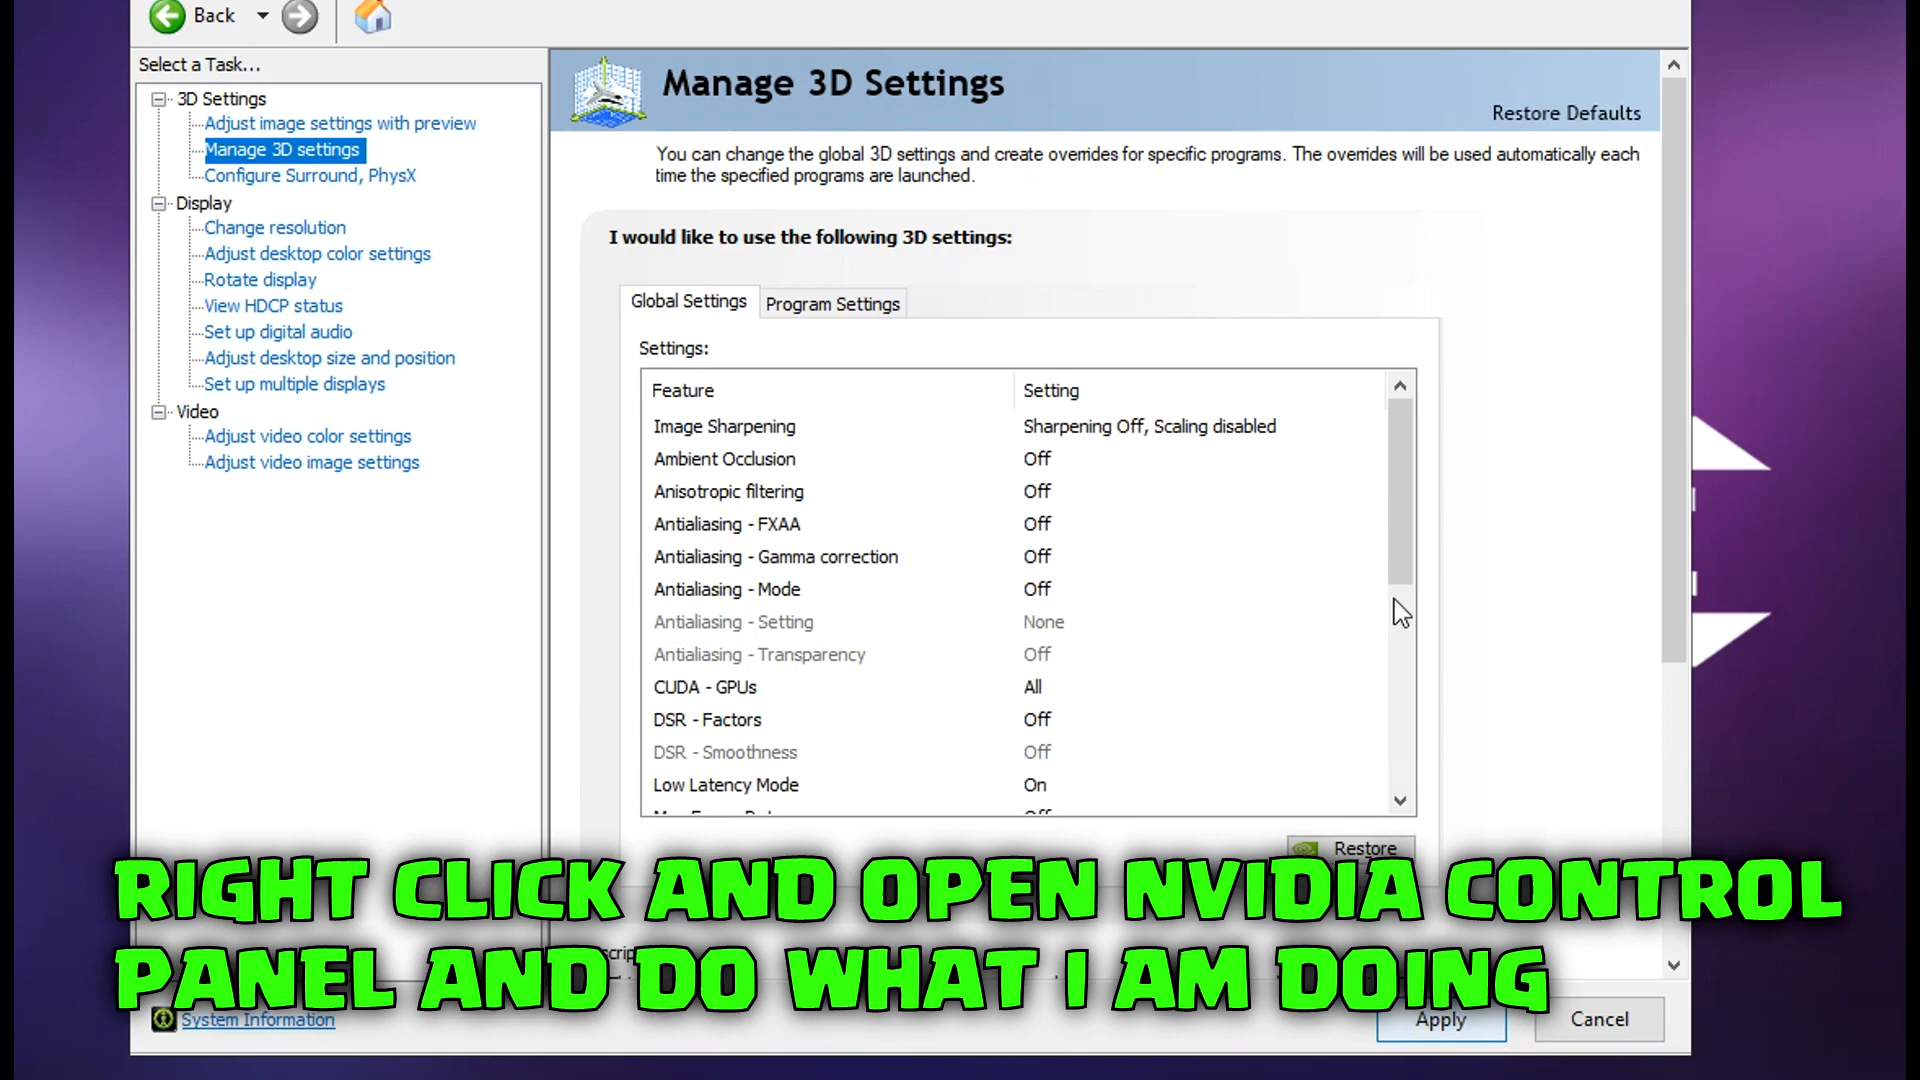 Back
Select a Task...
3D Settings
Adjust image settings with preview
Manage 3D settings
Configure Surround, PhysX
Display
Change resolution
Adjust desktop color settings
Rotate display
View HDCP status
Set up digital audio
Adjust desktop size and position
Set up multiple displays
Video
Adjust video color settings
Adjust video image settings
Manage 3D Settings
Restore Defaults
You can change the global 3D settings and create overrides for specific programs. The overrides will be used automatically each
time the specified programs are launched.
I would like to use the following 3D settings:
Global Settings
Program Settings
Settings:
Feature Setting
Image Sharpening Sharpening Off, Scaling disabled
Ambient Occlusion Off
Anisotropic filtering Off
Antialiasing - FXAA Off
Antialiasing - Gamma correction Off
Antialiasing - Mode Off
Antialiasing - Setting None
Antialiasing - Transparency Off
CUDA - GPUs All
DSR - Factors Off
DSR - Smoothness Off
Low Latency Mode On
Restore
RIGHT CLICK AND OPEN NVIDIA CONTROL
PANEL AND DO WHAT I AM DOING
System Information
Apply
Cancel